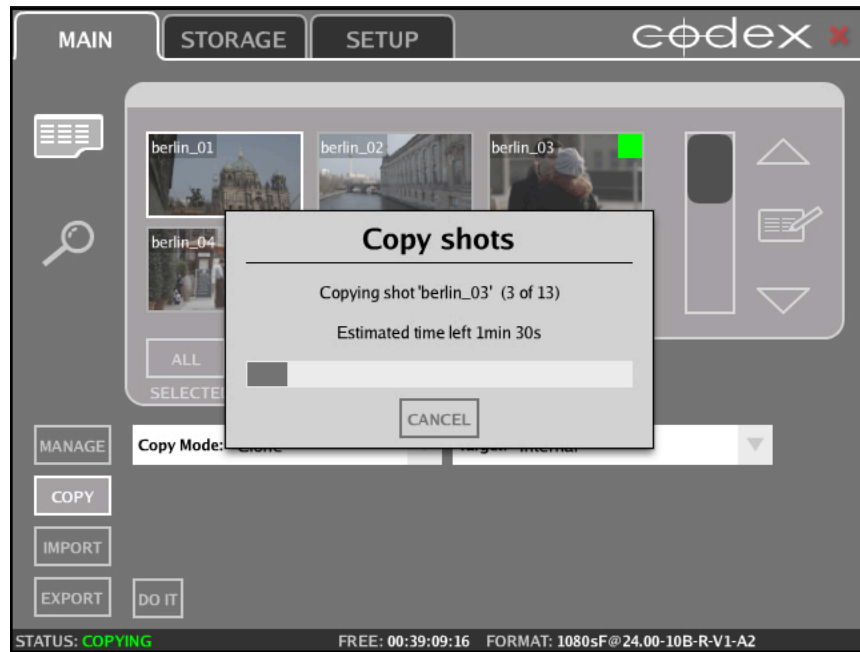 MAIN STORAGE SETUP codex
berlin_01 berlin_02 berlin_03
berlin_04
Copy shots
Copying shot 'berlin_03' (3 of 13)
Estimated time left 1min 30s
ALL
CANCEL
MANAGE Copy Mode:
COPY
IMPORT
EXPORT DO IT
STATUS: COPYING FREE: 00:39:09:16 FORMAT: 1080sF@24.00-10B-R-V1-A2